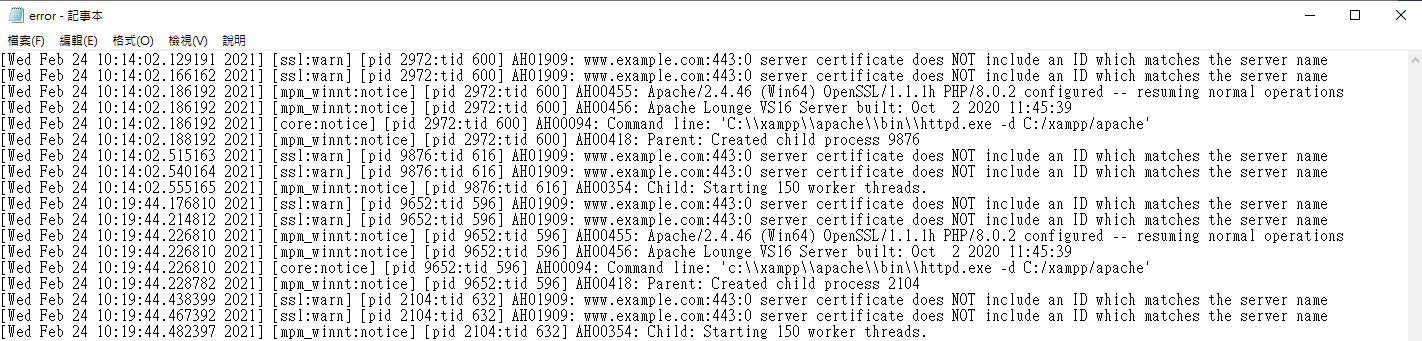 error - 記事本
檔案(F) 編輯(E) 格式(O) 檢視(V) 說明
[Wed Feb 24 10:14:02.129191 2021] [ssl:warn] [pid 2972:tid 600] AH01909: www.example.com:443:0 server certificate does NOT include an ID which matches the server name
[Wed Feb 24 10:14:02.166162 2021] [ssl:warn] [pid 2972:tid 600] AH01909: www.example.com:443:0 server certificate does NOT include an ID which matches the server name
[Wed Feb 24 10:14:02.186192 2021] [mpm_winnt:notice] [pid 2972:tid 600] AH00455: Apache/2.4.46 (Win64) OpenSSL/1.1.1h PHP/8.0.2 configured -- resuming normal operations
[Wed Feb 24 10:14:02.186192 2021] [mpm_winnt:notice] [pid 2972:tid 600] AH00456: Apache Lounge VS16 Server built: Oct  2 2020 11:45:39
[Wed Feb 24 10:14:02.186192 2021] [core:notice] [pid 2972:tid 600] AH00094: Command line: 'C:\\xampp\\apache\\bin\\httpd.exe -d C:/xampp/apache'
[Wed Feb 24 10:14:02.188192 2021] [mpm_winnt:notice] [pid 2972:tid 600] AH00418: Parent: Created child process 9876
[Wed Feb 24 10:14:02.515163 2021] [ssl:warn] [pid 9876:tid 616] AH01909: www.example.com:443:0 server certificate does NOT include an ID which matches the server name
[Wed Feb 24 10:14:02.540164 2021] [ssl:warn] [pid 9876:tid 616] AH01909: www.example.com:443:0 server certificate does NOT include an ID which matches the server name
[Wed Feb 24 10:14:02.555165 2021] [mpm_winnt:notice] [pid 9876:tid 616] AH00354: Child: Starting 150 worker threads.
[Wed Feb 24 10:19:44.176810 2021] [ssl:warn] [pid 9652:tid 596] AH01909: www.example.com:443:0 server certificate does NOT include an ID which matches the server name
[Wed Feb 24 10:19:44.214812 2021] [ssl:warn] [pid 9652:tid 596] AH01909: www.example.com:443:0 server certificate does NOT include an ID which matches the server name
[Wed Feb 24 10:19:44.226810 2021] [mpm_winnt:notice] [pid 9652:tid 596] AH00455: Apache/2.4.46 (Win64) OpenSSL/1.1.1h PHP/8.0.2 configured -- resuming normal operations
[Wed Feb 24 10:19:44.226810 2021] [mpm_winnt:notice] [pid 9652:tid 596] AH00456: Apache Lounge VS16 Server built: Oct  2 2020 11:45:39
[Wed Feb 24 10:19:44.226810 2021] [core:notice] [pid 9652:tid 596] AH00094: Command line: 'c:\\xampp\\apache\\bin\\httpd.exe -d C:/xampp/apache'
[Wed Feb 24 10:19:44.228782 2021] [mpm_winnt:notice] [pid 9652:tid 596] AH00418: Parent: Created child process 2104
[Wed Feb 24 10:19:44.438399 2021] [ssl:warn] [pid 2104:tid 632] AH01909: www.example.com:443:0 server certificate does NOT include an ID which matches the server name
[Wed Feb 24 10:19:44.467392 2021] [ssl:warn] [pid 2104:tid 632] AH01909: www.example.com:443:0 server certificate does NOT include an ID which matches the server name
[Wed Feb 24 10:19:44.482397 2021] [mpm_winnt:notice] [pid 2104:tid 632] AH00354: Child: Starting 150 worker threads.